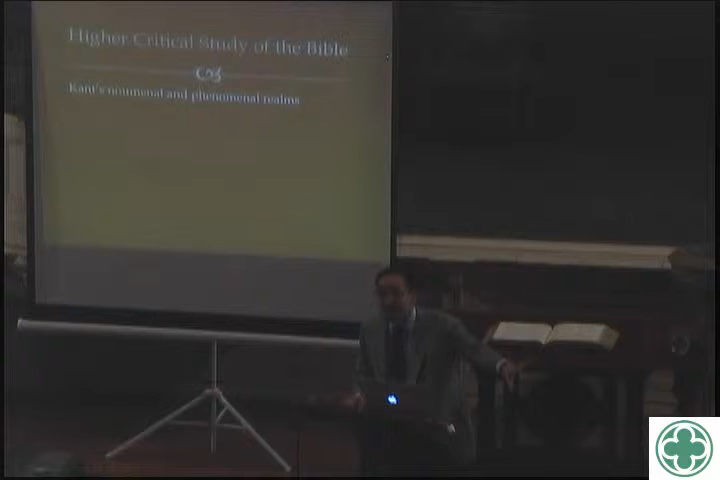 Higher Critical Study of the Bible
Kant's noumenal and phenomenal realms